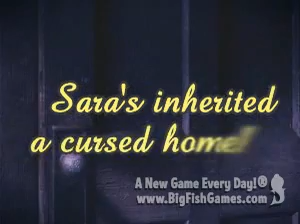 Sara's inherited
a cursed home!
A New Game Every Day!®
www.BigFishGames.com